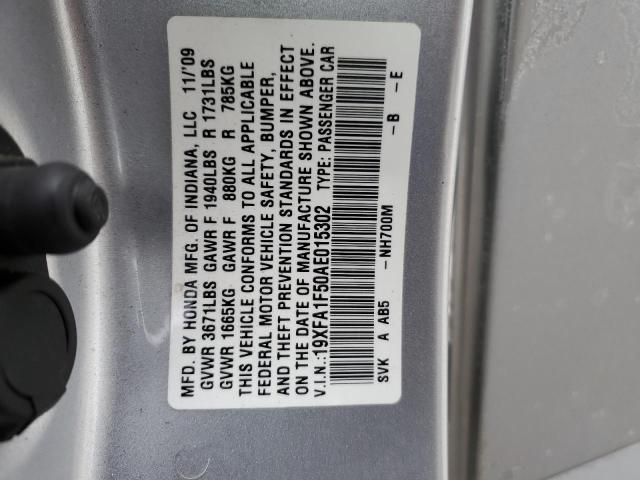 MFD. BY HONDA MFG. OF INDIANA, LLC 11/'09
GVWR 3671LBS GAWR F 1940LBS R 1731LBS
GVWR 1665KG GAWR F 880KG R 785KG
THIS VEHICLE CONFORMS TO ALL APPLICABLE
FEDERAL MOTOR VEHICLE SAFETY, BUMPER,
AND THEFT PREVENTION STANDARDS IN EFFECT
ON THE DATE OF MANUFACTURE SHOWN ABOVE.
V.I.N.:19XFA1F50AE015302 TYPE: PASSENGER CAR
SVK A AB5 -NH700M -B -E